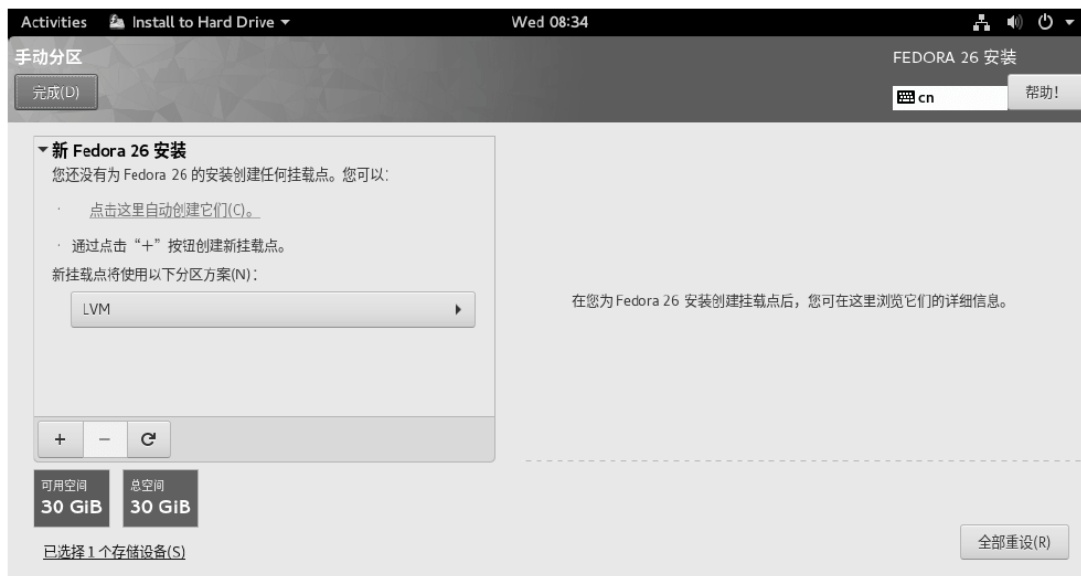 Activities Install to Hard Drive Wed 08:34
手动分区 FEDORA 26 安装
完成(D) cn 帮助!
新 Fedora 26 安装
您还没有为 Fedora 26 的安装创建任何挂载点。您可以:
· 点击这里自动创建它们(C)。
· 通过点击“+”按钮创建新挂载点。
新挂载点将使用以下分区方案(N):
LVM
在您为 Fedora 26 安装创建挂载点后,您可在这里浏览它们的详细信息。
+ −
可用空间 总空间
30 GiB 30 GiB
已选择 1 个存储设备(S)
全部重设(R)